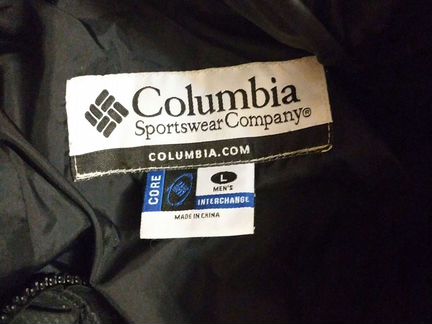 Columbia
Sportswear Company®
COLUMBIA.COM
CORE
L
MEN'S
INTERCHANGE
MADE IN CHINA